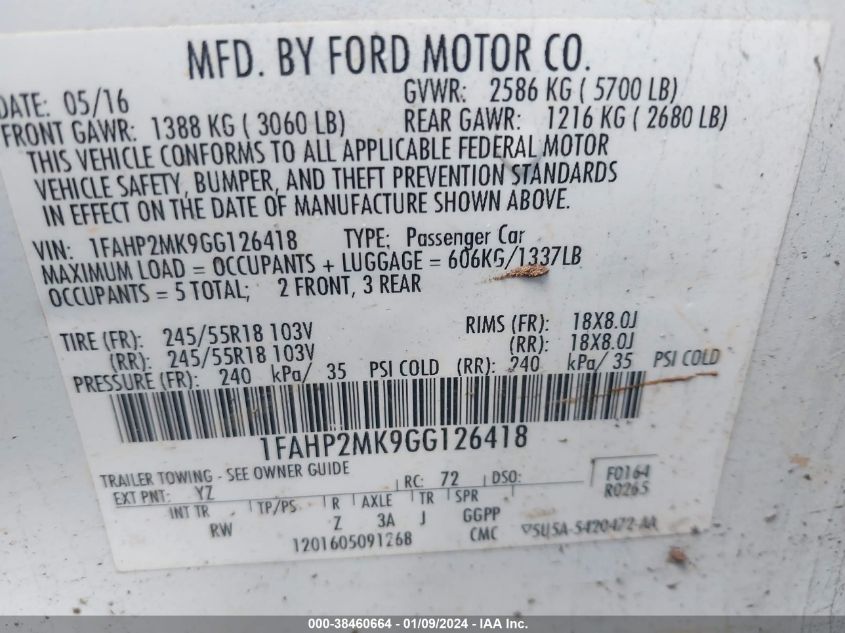 MFD. BY FORD MOTOR CO.
DATE: 05/16 GVWR: 2586 KG ( 5700 LB)
FRONT GAWR: 1388 KG ( 3060 LB) REAR GAWR: 1216 KG ( 2680 LB)
THIS VEHICLE CONFORMS TO ALL APPLICABLE FEDERAL MOTOR
VEHICLE SAFETY, BUMPER, AND THEFT PREVENTION STANDARDS
IN EFFECT ON THE DATE OF MANUFACTURE SHOWN ABOVE.
VIN: 1FAHP2MK9GG126418 TYPE: Passenger Car
MAXIMUM LOAD = OCCUPANTS + LUGGAGE = 606KG/1337LB
OCCUPANTS = 5 TOTAL; 2 FRONT, 3 REAR
TIRE (FR): 245/55R18 103V RIMS (FR): 18X8.0J
(RR): 245/55R18 103V (RR): 18X8.0J
PRESSURE (FR): 240 kPa/ 35 PSI COLD (RR): 240 kPa/ 35 PSI COLD
1FAHP2MK9GG126418
TRAILER TOWING - SEE OWNER GUIDE
EXT PNT: YZ RC: 72 DSO: F0164
R0265
INT TR TP/PS R AXLE TR SPR
RW Z 3A J GGPP
1201605091268 CMC 5U5A-5420472-AA
000-38460664 - 01/09/2024 - IAA Inc.